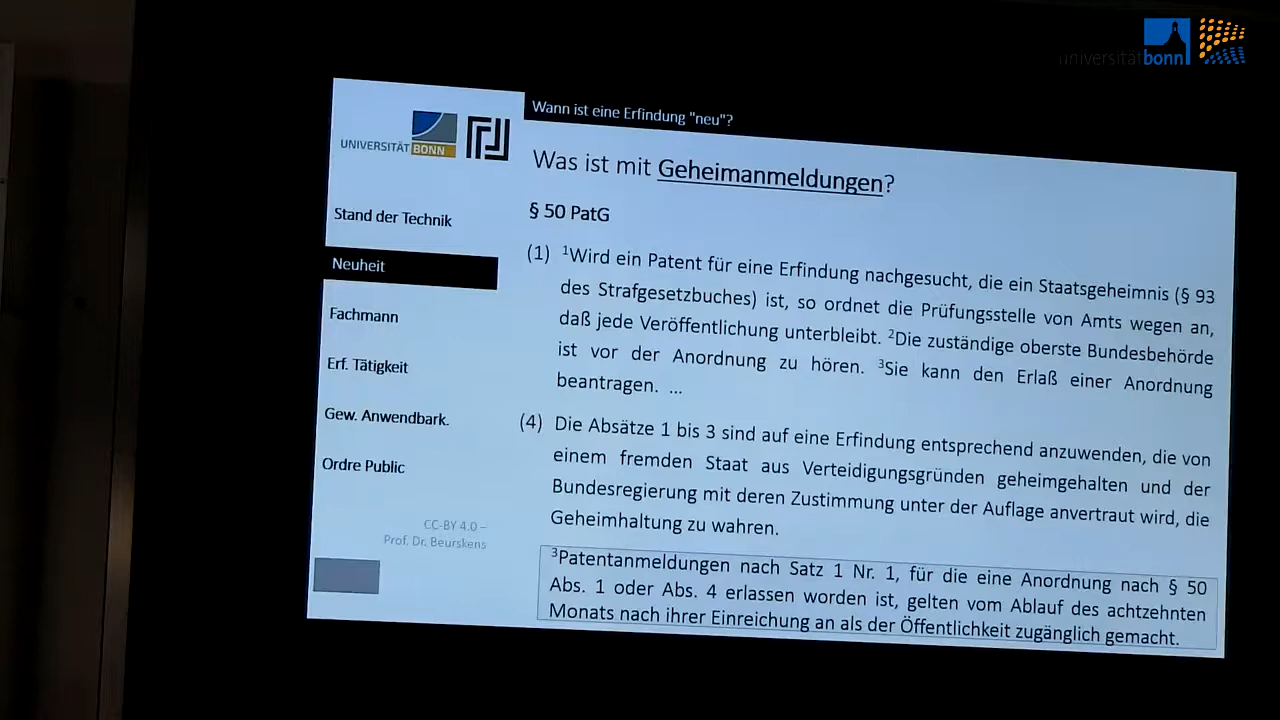 universitätbonn
Wann ist eine Erfindung "neu"?
UNIVERSITÄT BONN
Was ist mit Geheimanmeldungen?
§ 50 PatG
Stand der Technik
Neuheit
Fachmann
Erf. Tätigkeit
Gew. Anwendbark.
Ordre Public
CC-BY 4.0 –
Prof. Dr. Beurskens
(1) ¹Wird ein Patent für eine Erfindung nachgesucht, die ein Staatsgeheimnis (§ 93
des Strafgesetzbuches) ist, so ordnet die Prüfungsstelle von Amts wegen an,
daß jede Veröffentlichung unterbleibt. ²Die zuständige oberste Bundesbehörde
ist vor der Anordnung zu hören. ³Sie kann den Erlaß einer Anordnung
beantragen. ...
(4) Die Absätze 1 bis 3 sind auf eine Erfindung entsprechend anzuwenden, die von
einem fremden Staat aus Verteidigungsgründen geheimgehalten und der
Bundesregierung mit deren Zustimmung unter der Auflage anvertraut wird, die
Geheimhaltung zu wahren.
³Patentanmeldungen nach Satz 1 Nr. 1, für die eine Anordnung nach § 50
Abs. 1 oder Abs. 4 erlassen worden ist, gelten vom Ablauf des achtzehnten
Monats nach ihrer Einreichung an als der Öffentlichkeit zugänglich gemacht.